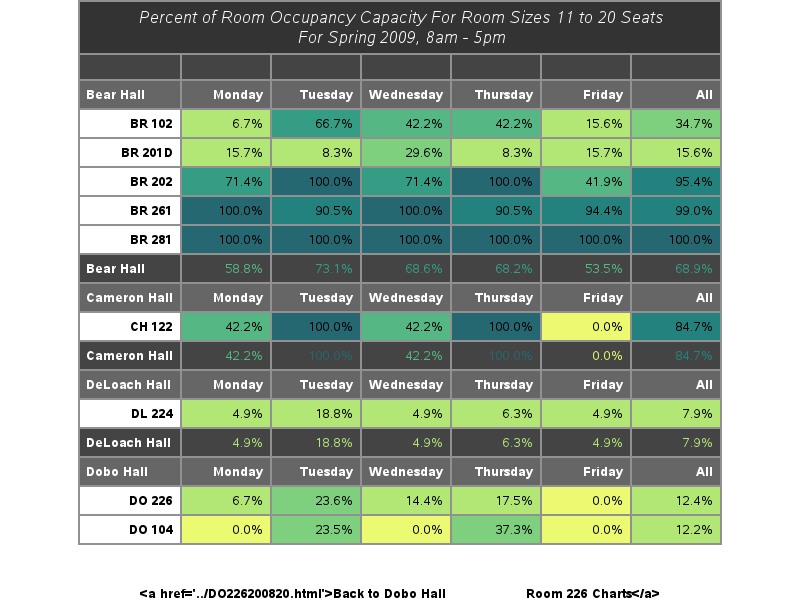 Percent of Room Occupancy Capacity For Room Sizes 11 to 20 Seats
For Spring 2009, 8am - 5pm
Bear Hall Monday Tuesday Wednesday Thursday Friday All
BR 102 6.7% 66.7% 42.2% 42.2% 15.6% 34.7%
BR 201D 15.7% 8.3% 29.6% 8.3% 15.7% 15.6%
BR 202 71.4% 100.0% 71.4% 100.0% 41.9% 95.4%
BR 261 100.0% 90.5% 100.0% 90.5% 94.4% 99.0%
BR 281 100.0% 100.0% 100.0% 100.0% 100.0% 100.0%
Bear Hall 58.8% 73.1% 68.6% 68.2% 53.5% 68.9%
Cameron Hall Monday Tuesday Wednesday Thursday Friday All
CH 122 42.2% 100.0% 42.2% 100.0% 0.0% 84.7%
Cameron Hall 42.2% 100.0% 42.2% 100.0% 0.0% 84.7%
DeLoach Hall Monday Tuesday Wednesday Thursday Friday All
DL 224 4.9% 18.8% 4.9% 6.3% 4.9% 7.9%
DeLoach Hall 4.9% 18.8% 4.9% 6.3% 4.9% 7.9%
Dobo Hall Monday Tuesday Wednesday Thursday Friday All
DO 226 6.7% 23.6% 14.4% 17.5% 0.0% 12.4%
DO 104 0.0% 23.5% 0.0% 37.3% 0.0% 12.2%
<a href='../DO226200820.html'>Back to Dobo Hall Room 226 Charts</a>